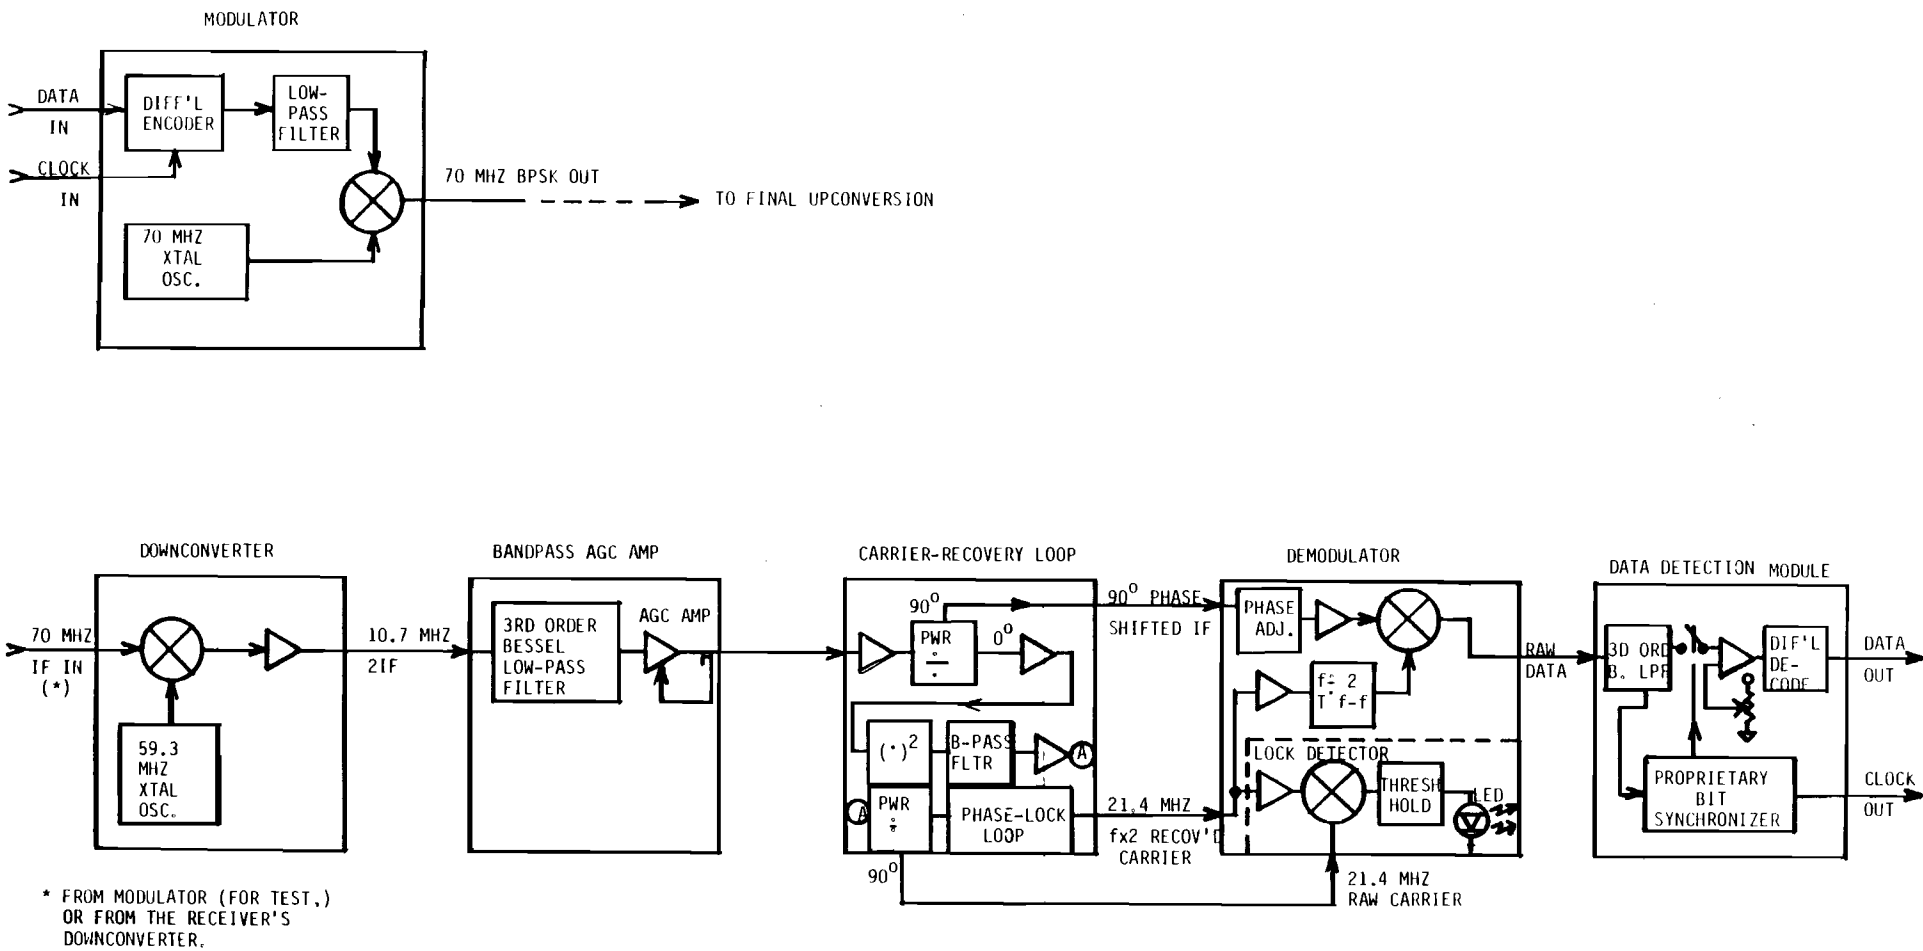 MODULATOR
DATA
IN
CLOCK
IN
DIFF'L
ENCODER
LOW-
PASS
FILTER
70 MHZ
XTAL
OSC.
70 MHZ BPSK OUT
TO FINAL UPCONVERSION
DOWNCONVERTER
70 MHZ
IF IN
(*)
59.3
MHZ
XTAL
OSC.
10.7 MHZ
2IF
BANDPASS AGC AMP
3RD ORDER
BESSEL
LOW-PASS
FILTER
AGC AMP
CARRIER-RECOVERY LOOP
90°
PWR
÷
0°
(·)²
B-PASS
FLTR
A
A
PWR
÷
PHASE-LOCK
LOOP
90°
90° PHASE
SHIFTED IF
21.4 MHZ
fx2 RECOV'D
CARRIER
DEMODULATOR
PHASE
ADJ.
f÷ 2
T f-f
LOCK DETECTOR
THRESH
HOLD
LED
21.4 MHZ
RAW CARRIER
RAW
DATA
DATA DETECTION MODULE
3D ORD
B. LPF
DIF'L
DE-
CODE
PROPRIETARY
BIT
SYNCHRONIZER
DATA
OUT
CLOCK
OUT
* FROM MODULATOR (FOR TEST,)
OR FROM THE RECEIVER'S
DOWNCONVERTER.